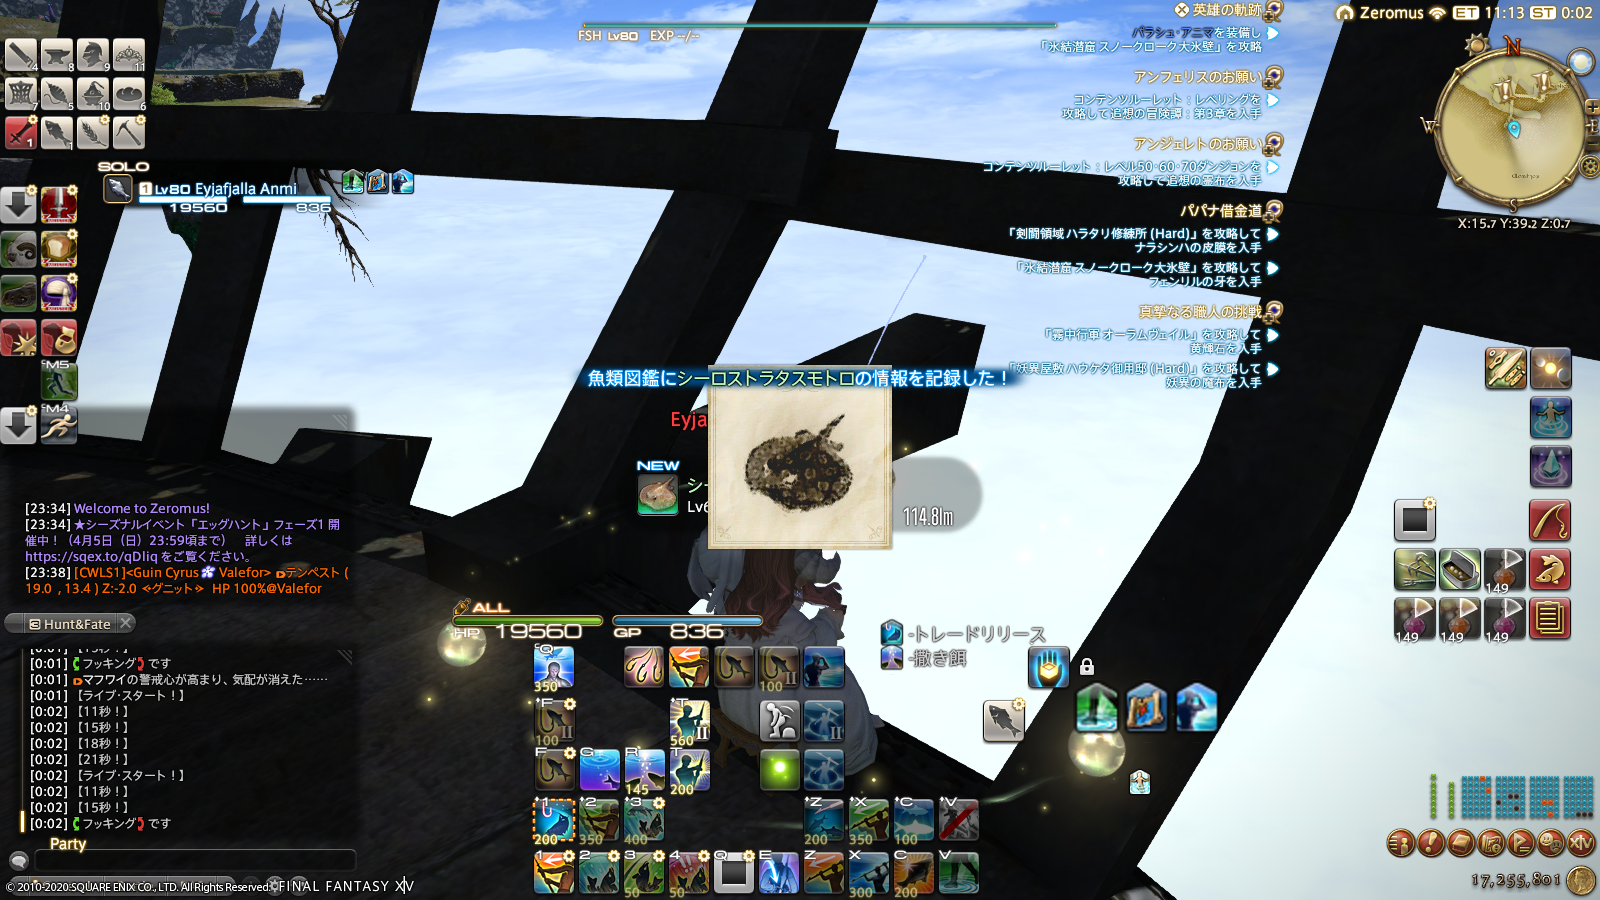 FSH Lv80 EXP --/--
英雄の軌跡
パラシュ・アニマを装備し
「氷結潜窟 スノークローク大氷壁」を攻略
アンフェリスのお願い
コンテンツルーレット：レベリングを
攻略して追想の冒険譚：第3章を入手
アンジェレトのお願い
コンテンツルーレット：レベル50・60・70ダンジョンを
攻略して追想の霊布を入手
パパナ借金道
「剣闘領域 ハラタリ修練所 (Hard)」を攻略して
ナラシンハの皮膜を入手
「氷結潜窟 スノークローク大氷壁」を攻略して
フェンリルの牙を入手
真摯なる職人の挑戦
「霧中行軍 オーラムヴェイル」を攻略して
黄輝石を入手
「妖異屋敷 ハウケタ御用邸 (Hard)」を攻略して
妖異の魔布を入手
Zeromus ET 11:13 ST 0:02
N
W
E
S
X:15.7 Y:39.2 Z:0.7
SOLO
1 Lv80 Eyjafjalla Anmi
19560 836
魚類図鑑にシーロストラタスモトロの情報を記録した！
Eyja
NEW
シー
Lv6
114.8lm
[23:34] Welcome to Zeromus!
[23:34] ★シーズナルイベント「エッグハント」フェーズ1 開
催中！（4月5日（日）23:59頃まで） 詳しくは
https://sqex.to/qDliq をご覧ください。
[23:38] [CWLS1]<Guin Cyrus Valefor> テンペスト (
19.0 , 13.4 ) Z:-2.0 ≪グニット≫ HP 100%@Valefor
Hunt&Fate
[0:01] フッキング です
[0:01] マフワイの警戒心が高まり、気配が消えた……
[0:01] 【ライブ・スタート！】
[0:02] 【11秒！】
[0:02] 【15秒！】
[0:02] 【18秒！】
[0:02] 【21秒！】
[0:02] 【ライブ・スタート！】
[0:02] 【11秒！】
[0:02] 【15秒！】
[0:02] フッキング です
Party
ALL
HP 19560 GP 836
-トレードリリース
-撒き餌
17,255,801
© 2010-2020 SQUARE ENIX CO., LTD. All Rights Reserved. FINAL FANTASY XIV